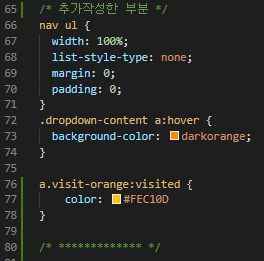 65 /* 추가작성한 부분 */
66 nav ul {
67 width: 100%;
68 list-style-type: none;
69 margin: 0;
70 padding: 0;
71 }
72 .dropdown-content a:hover {
73 background-color: darkorange;
74 }
75
76 a.visit-orange:visited {
77 color: #FEC10D
78 }
79
80 /* ************* */
81